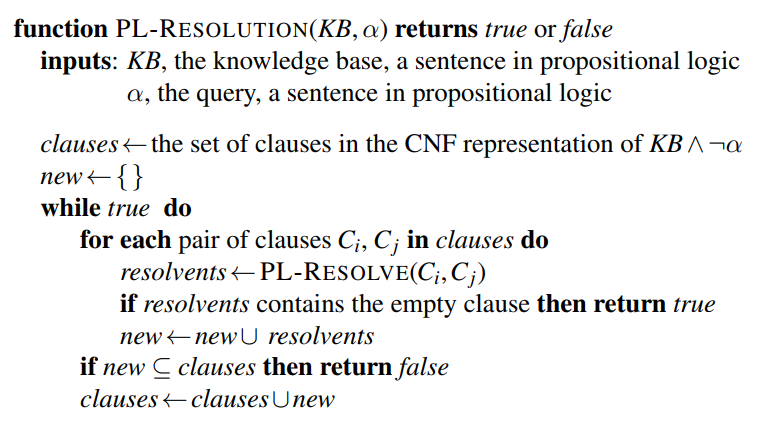 function PL-RESOLUTION(KB, α) returns true or false
inputs: KB, the knowledge base, a sentence in propositional logic
α, the query, a sentence in propositional logic
clauses ← the set of clauses in the CNF representation of KB ∧ ¬α
new ← { }
while true do
for each pair of clauses Ci, Cj in clauses do
resolvents ← PL-RESOLVE(Ci, Cj)
if resolvents contains the empty clause then return true
new ← new ∪ resolvents
if new ⊆ clauses then return false
clauses ← clauses ∪ new